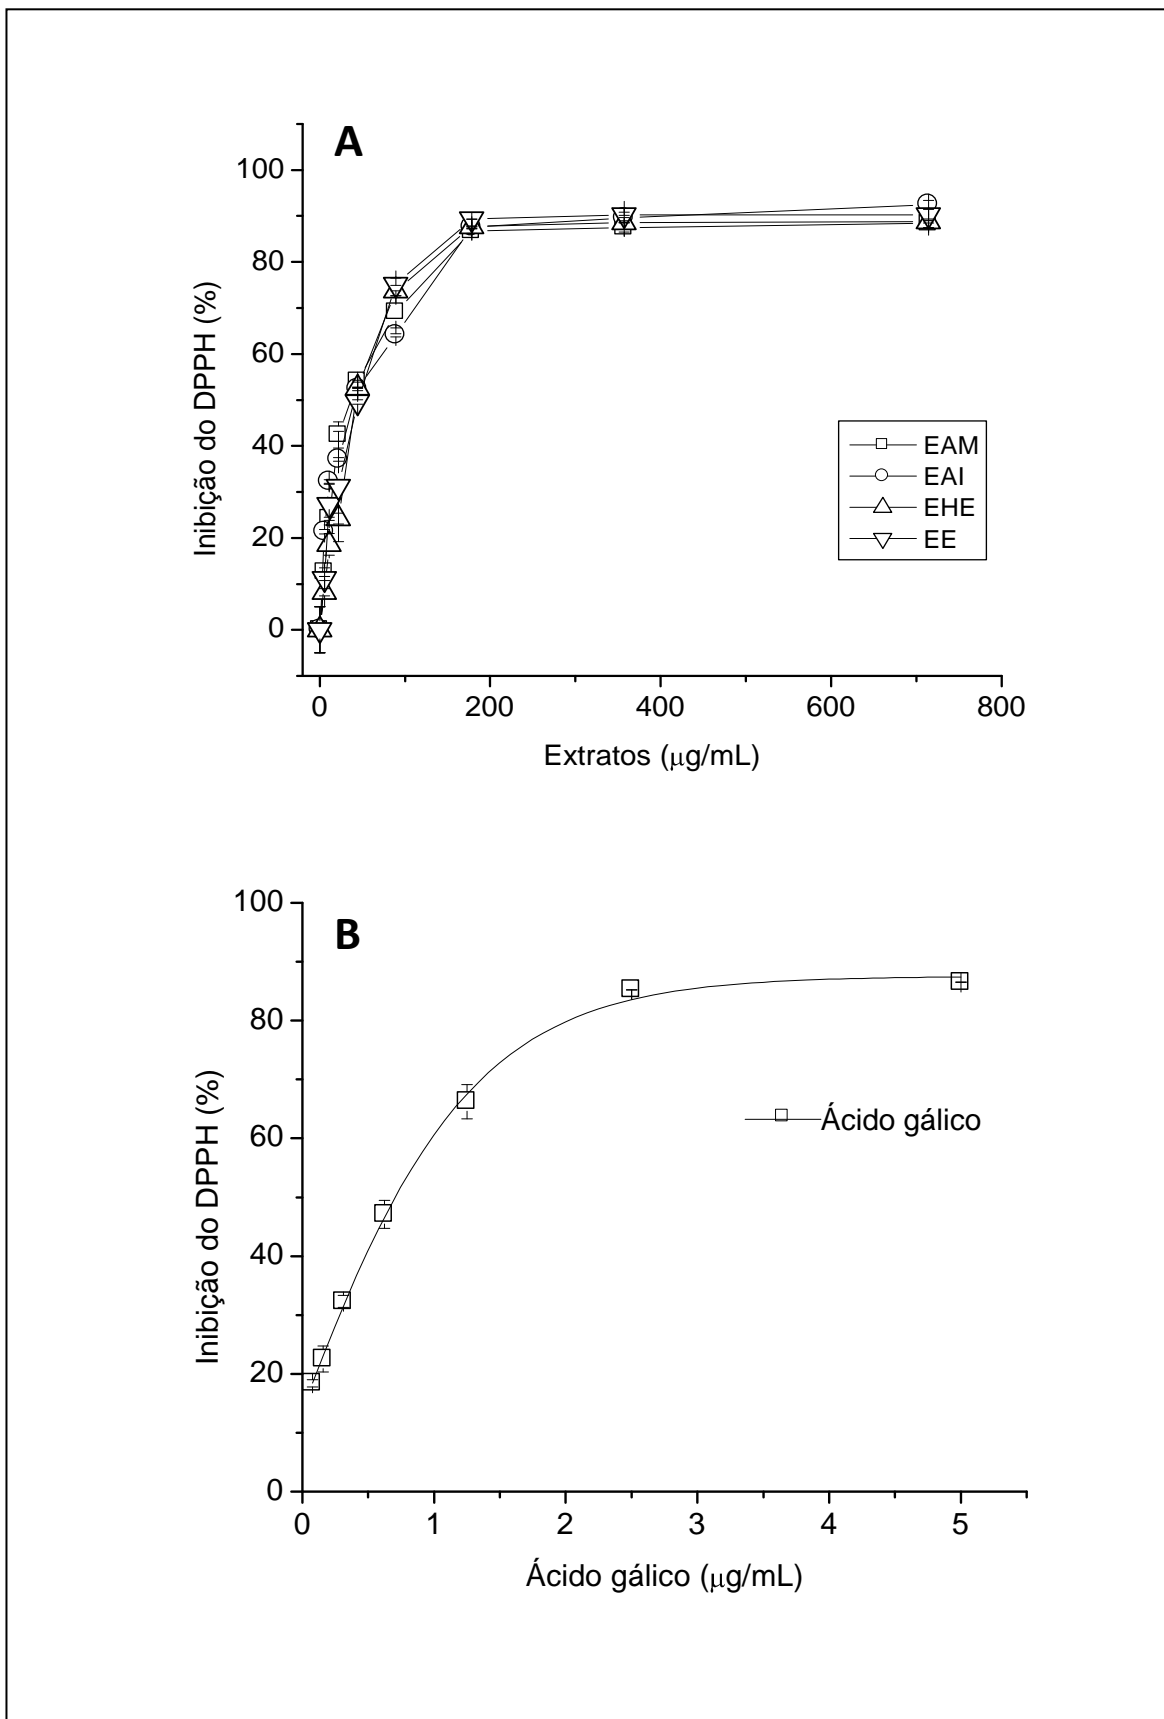 A
100
80
60
40
20
0
Inibição do DPPH (%)
EAM
EAI
EHE
EE
0 200 400 600 800
Extratos (μg/mL)
B
100
80
60
40
20
0
Inibição do DPPH (%)
Ácido gálico
0 1 2 3 4 5
Ácido gálico (μg/mL)